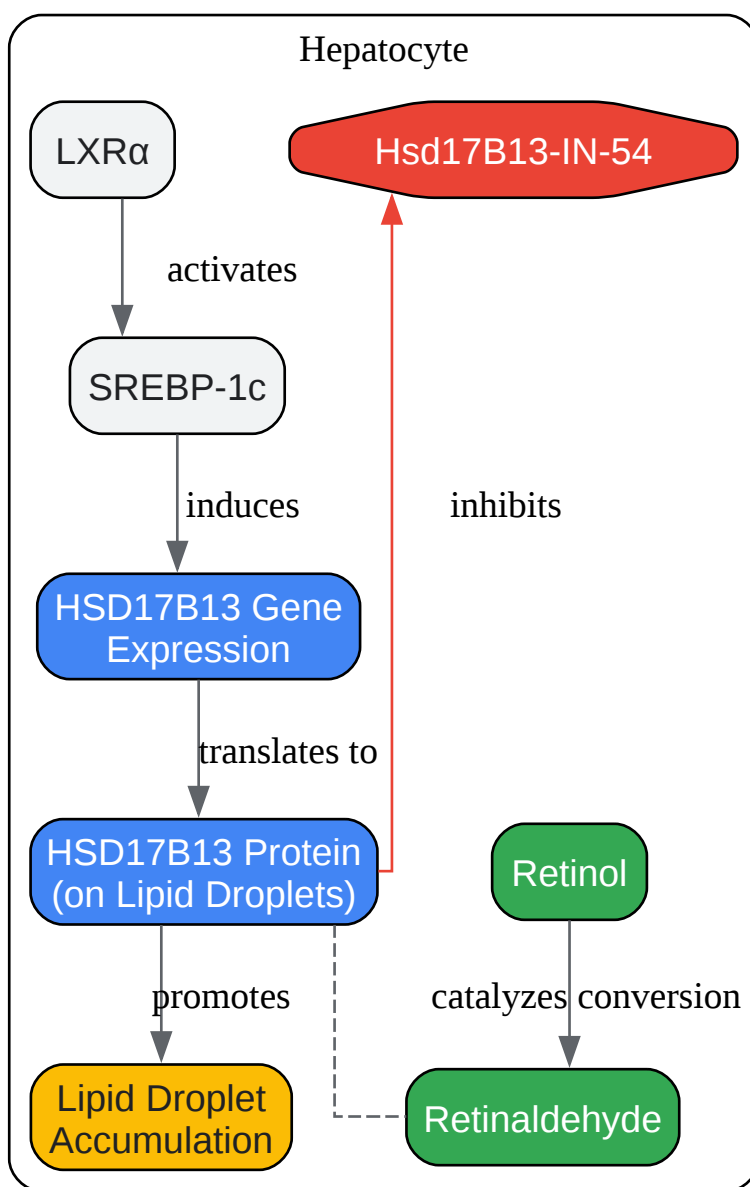 Hepatocyte
LXRα
Hsd17B13-IN-54
activates
SREBP-1c
induces
inhibits
HSD17B13 Gene
Expression
translates to
HSD17B13 Protein
(on Lipid Droplets)
Retinol
promotes
catalyzes conversion
Lipid Droplet
Accumulation
Retinaldehyde